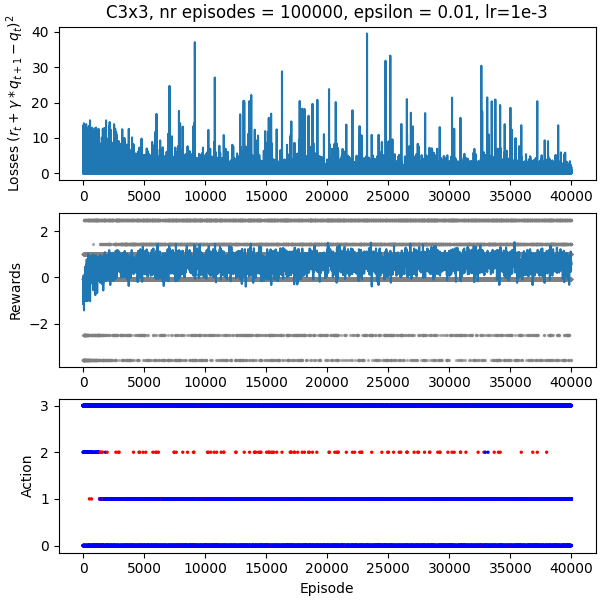 C3x3, nr episodes = 100000, epsilon = 0.01, lr=1e-3
Losses $(r_t + \gamma * q_{t+1} - q_t)^2$
40
30
20
10
0
0 5000 10000 15000 20000 25000 30000 35000 40000
Rewards
2
0
−2
0 5000 10000 15000 20000 25000 30000 35000 40000
Action
3
2
1
0
0 5000 10000 15000 20000 25000 30000 35000 40000
Episode